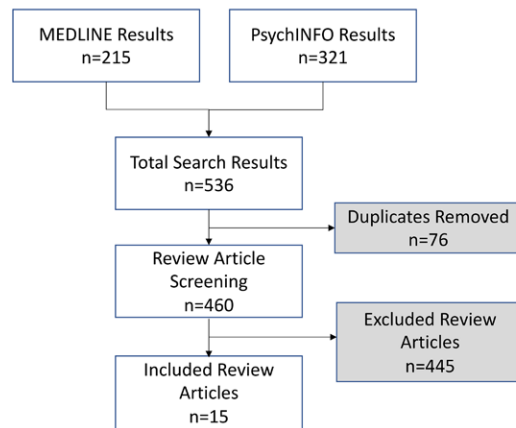 MEDLINE Results
n=215
PsychINFO Results
n=321
Total Search Results
n=536
Duplicates Removed
n=76
Review Article
Screening
n=460
Excluded Review
Articles
n=445
Included Review
Articles
n=15